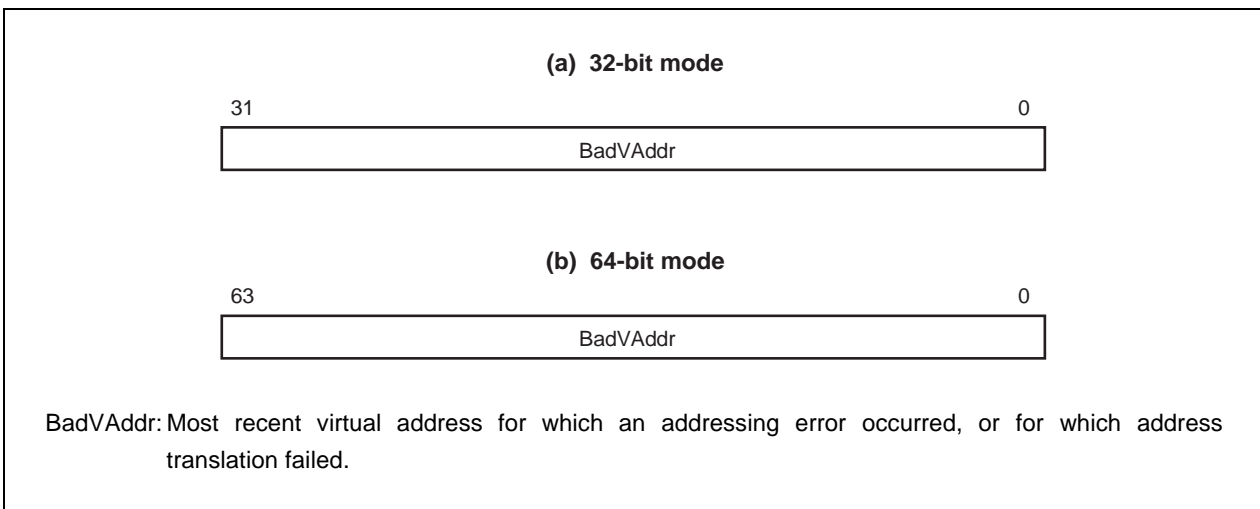 (a) 32-bit mode
31 0
BadVAddr
(b) 64-bit mode
63 0
BadVAddr
BadVAddr: Most recent virtual address for which an addressing error occurred, or for which address
translation failed.